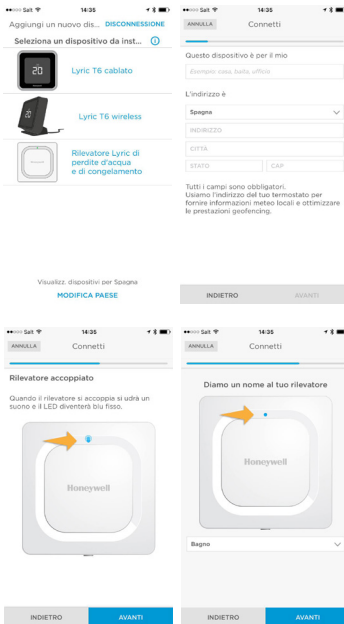 Salt 14:35
Aggiungi un nuovo dis... DISCONNESSIONE
Seleziona un dispositivo da inst...
20
Lyric T6 cablato
20
Lyric T6 wireless
Rilevatore Lyric di
perdite d'acqua
e di congelamento
Visualizz. dispositivi per Spagna
MODIFICA PAESE
Salt 14:35
ANNULLA Connetti
Questo dispositivo è per il mio
Esempio: casa, baita, ufficio
L'indirizzo è
Spagna
INDIRIZZO
CITTÀ
STATO CAP
Tutti i campi sono obbligatori.
Usiamo l'indirizzo del tuo termostato per
fornire informazioni meteo locali e ottimizzare
le prestazioni geofencing.
INDIETRO AVANTI
Salt 14:35
ANNULLA Connetti
Rilevatore accoppiato
Quando il rilevatore si accoppia si udrà un
suono e il LED diventerà blu fisso.
Honeywell
INDIETRO AVANTI
Salt 14:35
ANNULLA Connetti
Diamo un nome al tuo rilevatore
Honeywell
Bagno
INDIETRO AVANTI